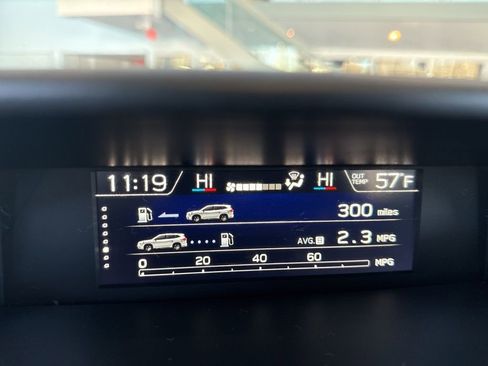 11:19 HI HI OUT TEMP 57°F
300 miles
AVG. B 2.3 MPG
0 20 40 60 MPG